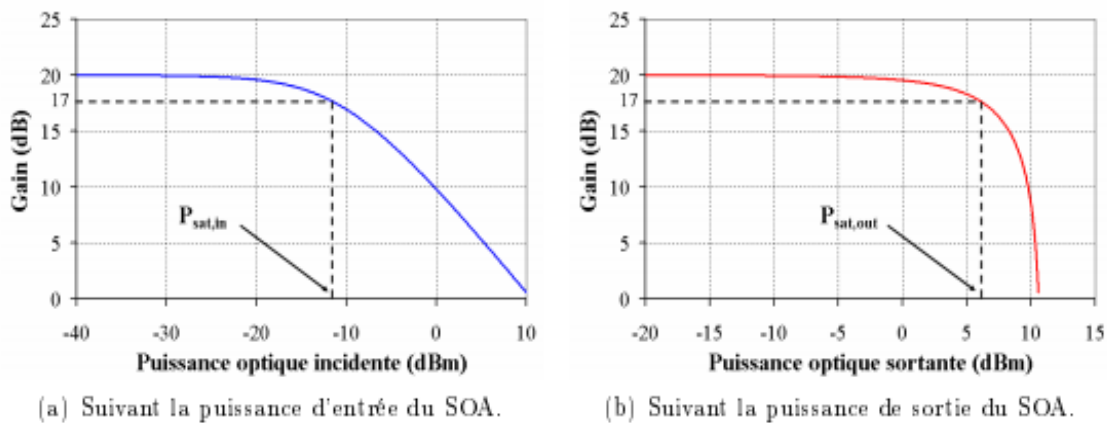 25
20
17
15
10
5
0
Gain (dB)
P_sat,in
-40 -30 -20 -10 0 10
Puissance optique incidente (dBm)
(a) Suivant la puissance d'entrée du SOA.
25
20
17
15
10
5
0
Gain (dB)
P_sat,out
-20 -15 -10 -5 0 5 10 15
Puissance optique sortante (dBm)
(b) Suivant la puissance de sortie du SOA.